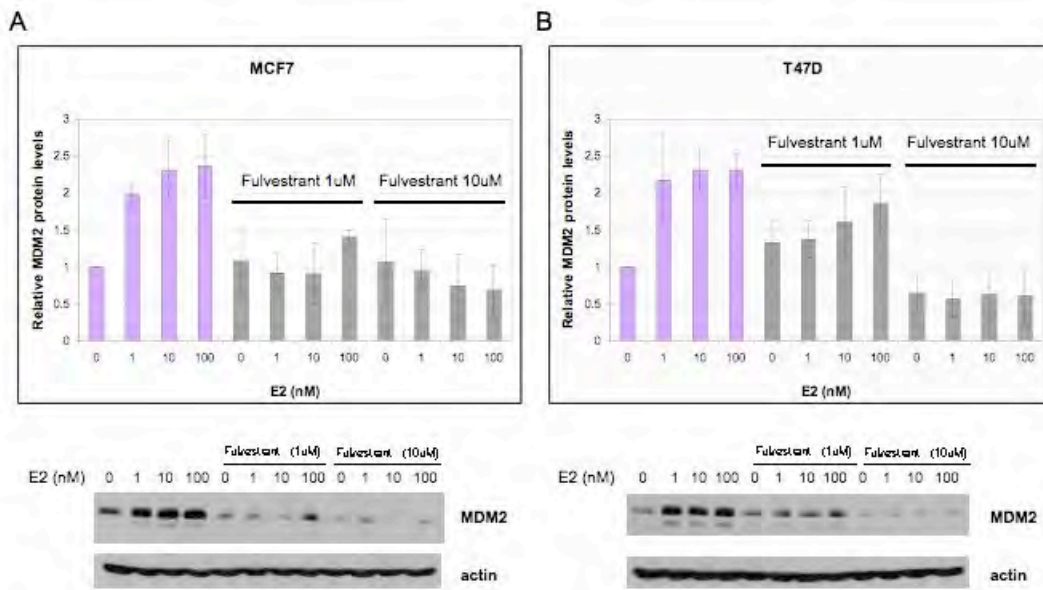 A
MCF7
Relative MDM2 protein levels
3
2.5
2
1.5
1
0.5
0
Fulvestrant 1uM
Fulvestrant 10uM
0 1 10 100 0 1 10 100 0 1 10 100
E2 (nM)
Fulvestrant (1uM) Fulvestrant (10uM)
E2 (nM) 0 1 10 100 0 1 10 100 0 1 10 100
MDM2
actin
B
T47D
Relative MDM2 protein levels
3
2.5
2
1.5
1
0.5
0
Fulvestrant 1uM
Fulvestrant 10uM
0 1 10 100 0 1 10 100 0 1 10 100
E2 (nM)
Fulvestrant (1uM) Fulvestrant (10uM)
E2 (nM) 0 1 10 100 0 1 10 100 0 1 10 100
MDM2
actin